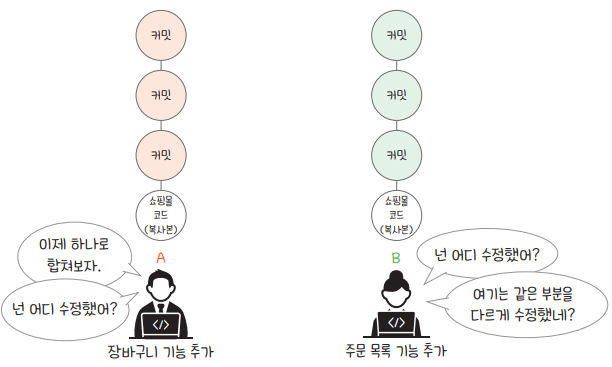 커밋
커밋
커밋
쇼핑몰
코드
(복사본)
A
이제 하나로
합쳐보자.
넌 어디 수정했어?
</>
장바구니 기능 추가
커밋
커밋
커밋
쇼핑몰
코드
(복사본)
B
넌 어디 수정했어?
여기는 같은 부분을
다르게 수정했네?
</>
주문 목록 기능 추가